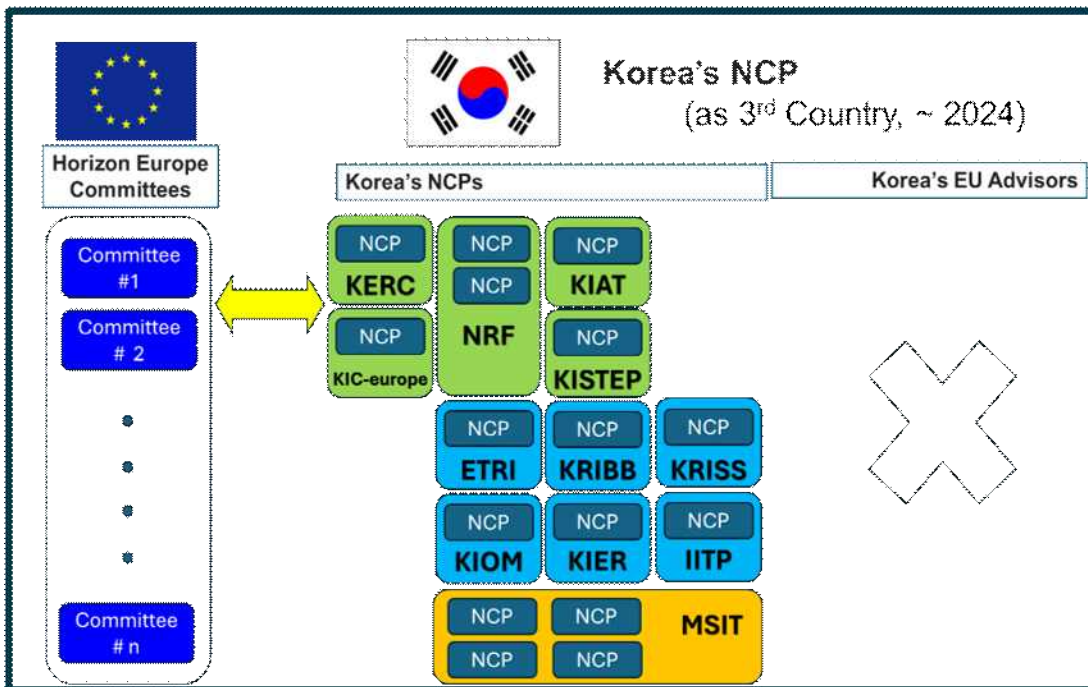 Korea's NCP
(as 3rd Country, ~ 2024)
Horizon Europe
Committees
Korea's NCPs
Korea's EU Advisors
Committee
#1
Committee
# 2
Committee
# n
NCP
KERC
NCP
NCP
NRF
NCP
KIAT
NCP
KIC-europe
NCP
KISTEP
NCP
ETRI
NCP
KRIBB
NCP
KRISS
NCP
KIOM
NCP
KIER
NCP
IITP
NCP
NCP
MSIT
NCP
NCP